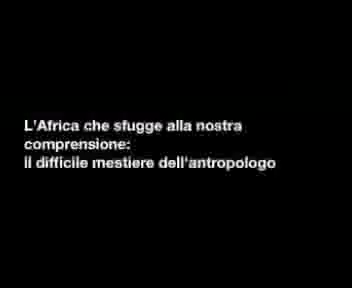 L'Africa che sfugge alla nostra
comprensione:
il difficile mestiere dell'antropologo